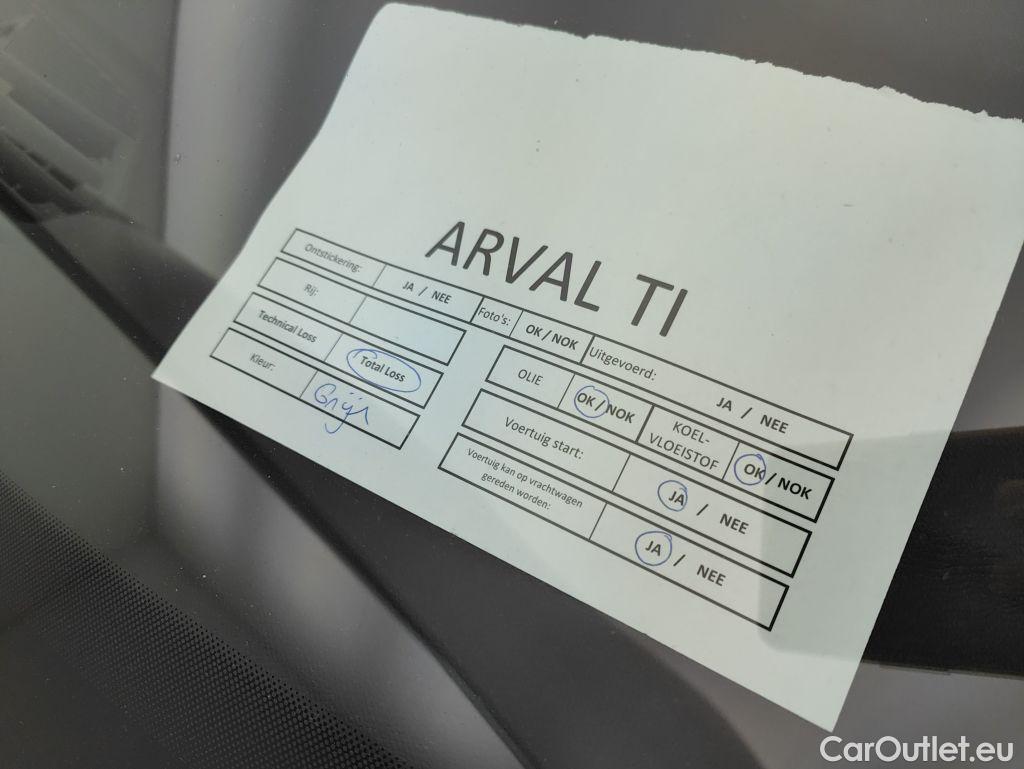 ARVAL TI
Ontstickering: JA / NEE Foto's: OK / NOK Uitgevoerd: JA / NEE
Rij:
Technical Loss Total Loss
Kleur: Grijs
OLIE OK / NOK KOEL-
VLOEISTOF OK / NOK
Voertuig start: JA / NEE
Voertuig kan op vrachtwagen
gereden worden: JA / NEE
CarOutlet.eu